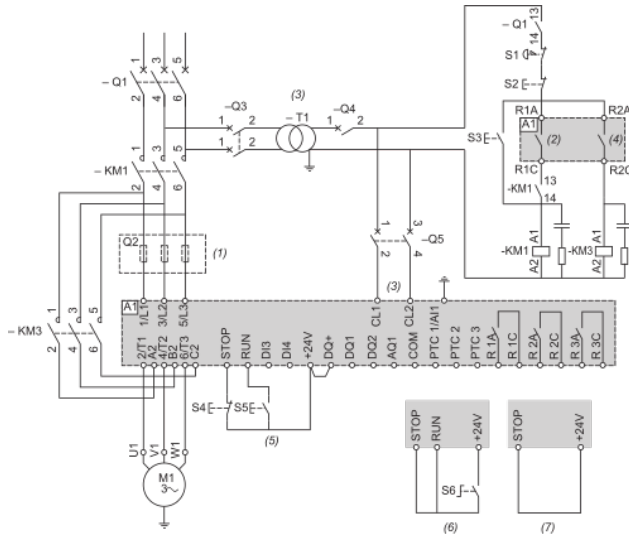 13
– Q1
14
S1
S2
1 3 5
– Q1
2 4 6
(3)
–Q3
1 2
– T1
–Q4
1 2
R1A R2A
A1
S3
(2) (4)
R1C R2C
13
-KM1
14
1 3 5
– KM1
2 4 6
1 3
–Q5
2 4
A1 A1
-KM1 -KM3
A2 A2
Q2
(1)
(3)
1 3 5
– KM3
2 4 6
A1
1/L1 3/L2 5/L3
CL1 CL2 PTC 1/AI1
2/T1 A2 4/T2 B2 6/T3 C2
STOP RUN DI3 DI4 +24V DQ+ DQ1 DQ2 AQ1 COM PTC 2 PTC 3
R 1A R 1C R 2A R 2C R 3A R 3C
S4 S5
(5)
U1 V1 W1
M1
3~
STOP RUN +24V
S6
(6)
STOP +24V
(7)